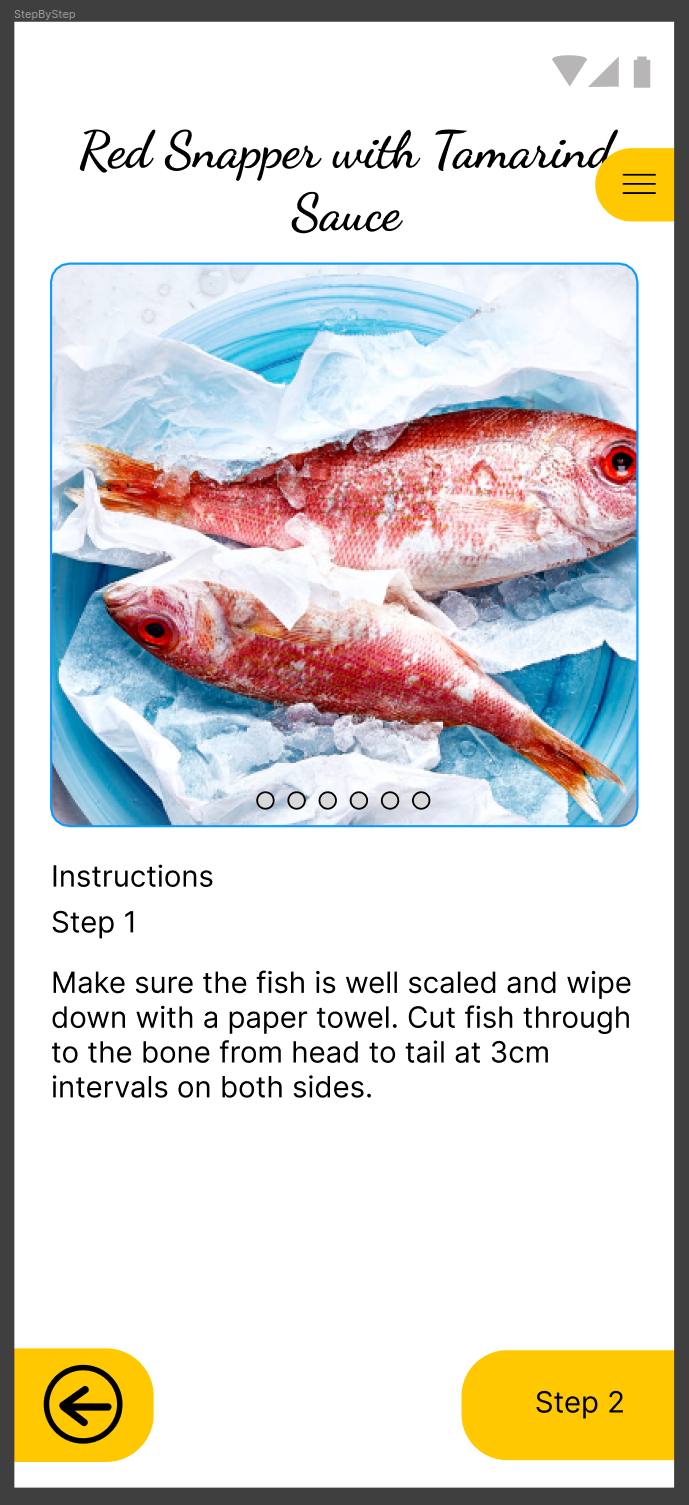 StepByStep
Red Snapper with Tamarind
Sauce
Instructions
Step 1
Make sure the fish is well scaled and wipe
down with a paper towel. Cut fish through
to the bone from head to tail at 3cm
intervals on both sides.
Step 2